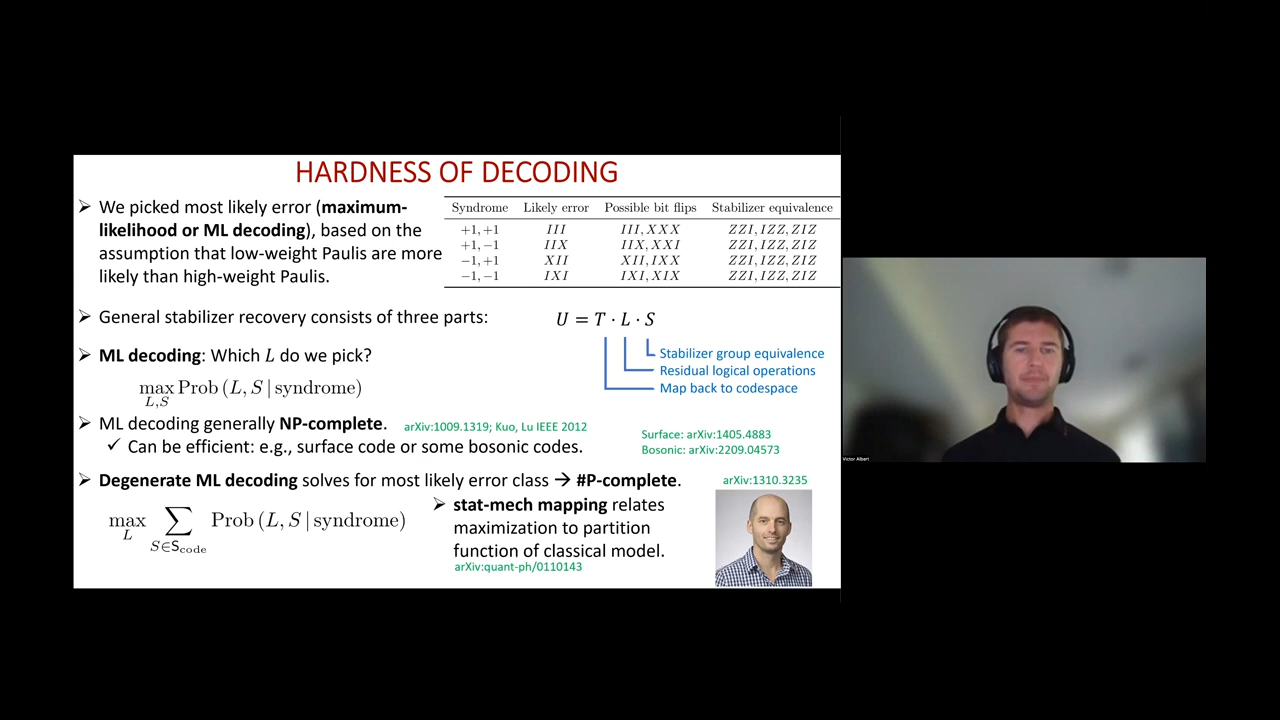 HARDNESS OF DECODING
➢ We picked most likely error (maximum-
likelihood or ML decoding), based on the
assumption that low-weight Paulis are more
likely than high-weight Paulis.
Syndrome Likely error Possible bit flips Stabilizer equivalence
+1, +1 III III, XXX ZZI, IZZ, ZIZ
+1, −1 IIX IIX, XXI ZZI, IZZ, ZIZ
−1, +1 XII XII, IXX ZZI, IZZ, ZIZ
−1, −1 IXI IXI, XIX ZZI, IZZ, ZIZ
➢ General stabilizer recovery consists of three parts:
U = T · L · S
Stabilizer group equivalence
Residual logical operations
Map back to codespace
➢ ML decoding: Which L do we pick?
max Prob (L, S | syndrome)
L,S
➢ ML decoding generally NP-complete. arXiv:1009.1319; Kuo, Lu IEEE 2012
✓ Can be efficient: e.g., surface code or some bosonic codes.
Surface: arXiv:1405.4883
Bosonic: arXiv:2209.04573
➢ Degenerate ML decoding solves for most likely error class → #P-complete. arXiv:1310.3235
max ∑ Prob (L, S | syndrome)
L S∈Scode
➢ stat-mech mapping relates
maximization to partition
function of classical model.
arXiv:quant-ph/0110143
Victor Albert